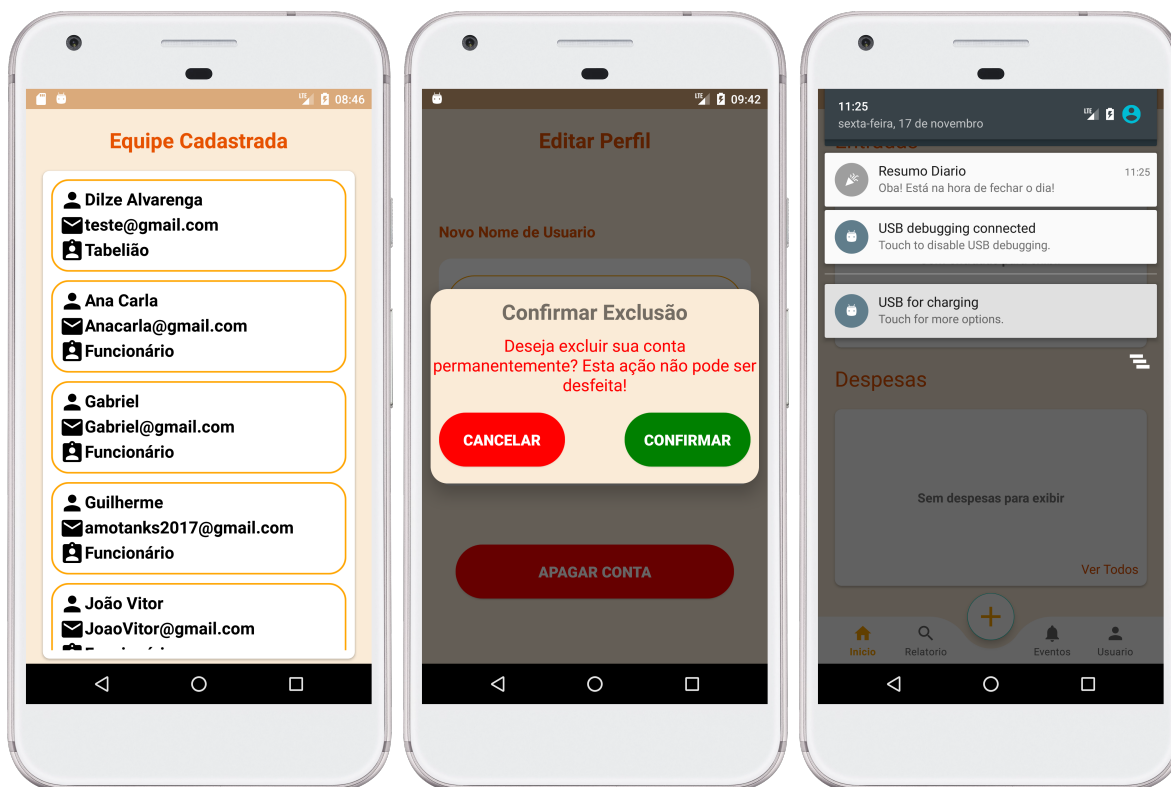 LTE
08:46
Equipe Cadastrada
Dilze Alvarenga
teste@gmail.com
Tabelião
Ana Carla
Anacarla@gmail.com
Funcionário
Gabriel
Gabriel@gmail.com
Funcionário
Guilherme
amotanks2017@gmail.com
Funcionário
João Vitor
JoaoVitor@gmail.com
LTE
09:42
Editar Perfil
Novo Nome de Usuario
Confirmar Exclusão
Deseja excluir sua conta
permanentemente? Esta ação não pode ser
desfeita!
CANCELAR
CONFIRMAR
APAGAR CONTA
11:25
LTE
sexta-feira, 17 de novembro
Resumo Diario
11:25
Oba! Está na hora de fechar o dia!
USB debugging connected
Touch to disable USB debugging.
USB for charging
Touch for more options.
Despesas
Sem despesas para exibir
Ver Todos
Inicio
Relatorio
Eventos
Usuario